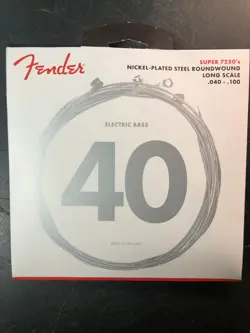 Fender
SUPER 7250's
NICKEL-PLATED STEEL ROUNDWOUND
LONG SCALE
.040 - .100
ELECTRIC BASS
40